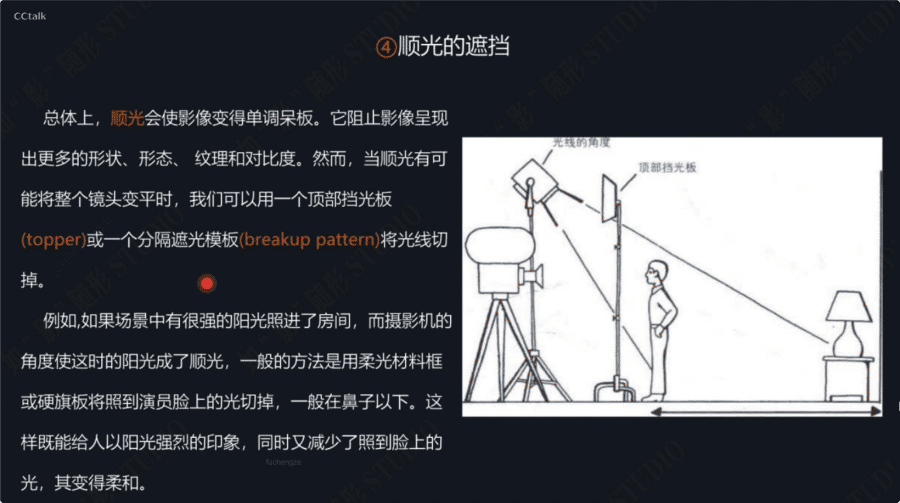 CCtalk
④顺光的遮挡
总体上，顺光会使影像变得单调呆板。它阻止影像呈现
出更多的形状、形态、 纹理和对比度。然而，当顺光有可
能将整个镜头变平时，我们可以用一个顶部挡光板
(topper)或一个分隔遮光模板(breakup pattern)将光线切
掉。
例如,如果场景中有很强的阳光照进了房间，而摄影机的
角度使这时的阳光成了顺光，一般的方法是用柔光材料框
或硬旗板将照到演员脸上的光切掉，一般在鼻子以下。这
样既能给人以阳光强烈的印象，同时又减少了照到脸上的
光，其变得柔和。
光线的角度
顶部挡光板